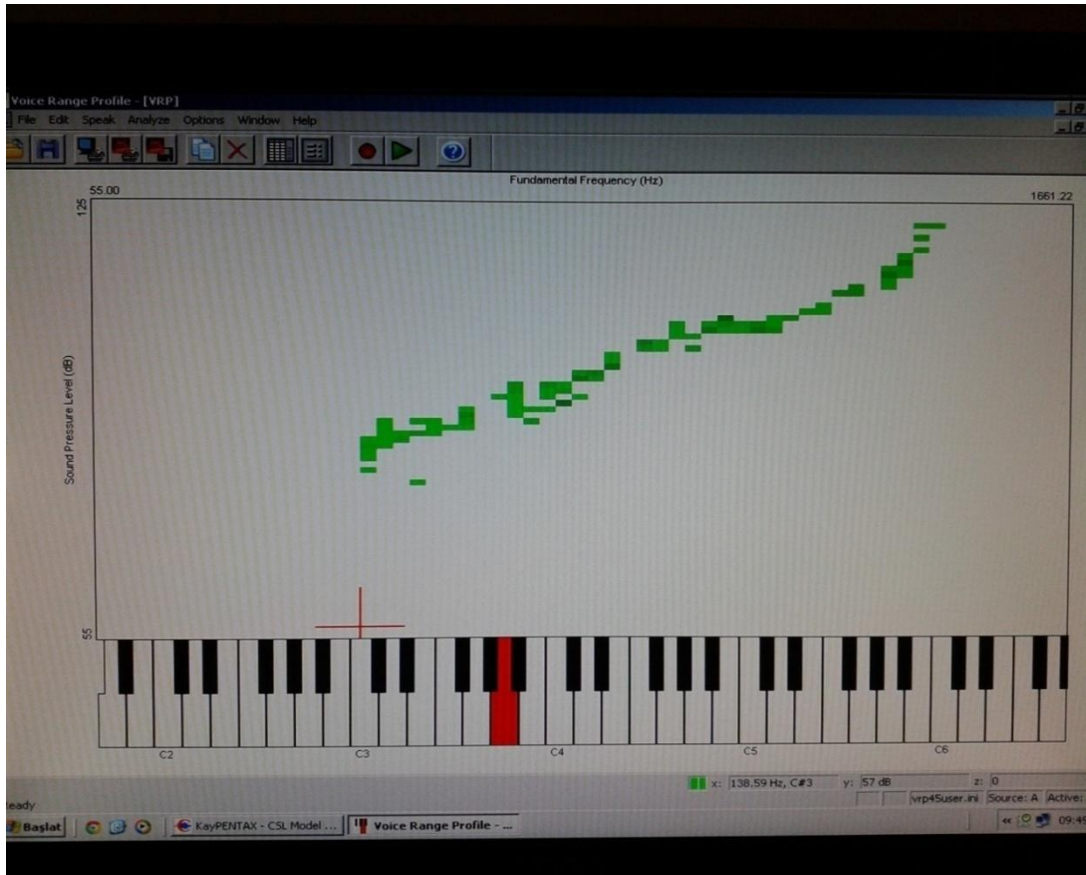 Voice Range Profile - [VRP]
File Edit Speak Analyze Options Window Help
Fundamental Frequency (Hz)
55.00 1661.22
125
Sound Pressure Level (dB)
55
C2 C3 C4 C5 C6
x: 138.59 Hz, C#3 y: 57 dB z: 0
vrp45user.ini Source: A Active:
Başlat KayPENTAX - CSL Model ... Voice Range Profile - ... 09:49